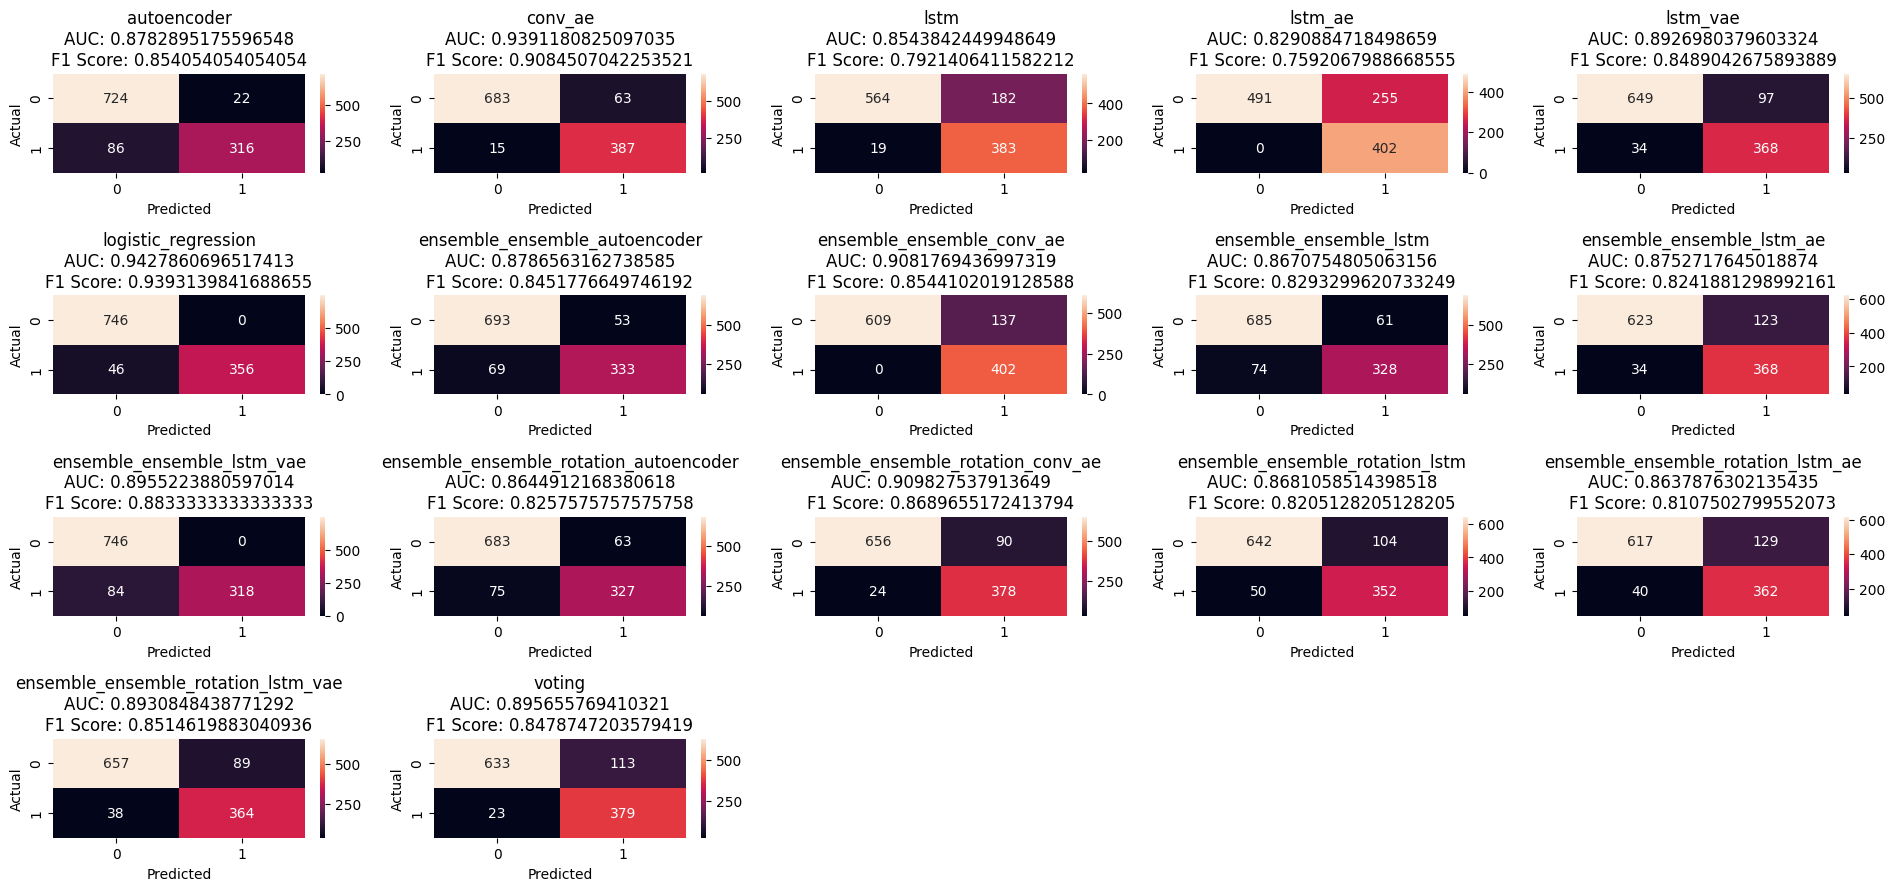 autoencoder
AUC: 0.8782895175596548
F1 Score: 0.854054054054054
Actual
0
1
724
22
86
316
0
1
Predicted
500
250
conv_ae
AUC: 0.9391180825097035
F1 Score: 0.9084507042253521
Actual
0
1
683
63
15
387
0
1
Predicted
500
250
lstm
AUC: 0.8543842449948649
F1 Score: 0.7921406411582212
Actual
0
1
564
182
19
383
0
1
Predicted
400
200
lstm_ae
AUC: 0.8290884718498659
F1 Score: 0.7592067988668555
Actual
0
1
491
255
0
402
0
1
Predicted
400
200
0
lstm_vae
AUC: 0.8926980379603324
F1 Score: 0.8489042675893889
Actual
0
1
649
97
34
368
0
1
Predicted
500
250
logistic_regression
AUC: 0.9427860696517413
F1 Score: 0.9393139841688655
Actual
0
1
746
0
46
356
0
1
Predicted
500
250
0
ensemble_ensemble_autoencoder
AUC: 0.8786563162738585
F1 Score: 0.8451776649746192
Actual
0
1
693
53
69
333
0
1
Predicted
500
250
ensemble_ensemble_conv_ae
AUC: 0.9081769436997319
F1 Score: 0.8544102019128588
Actual
0
1
609
137
0
402
0
1
Predicted
500
250
0
ensemble_ensemble_lstm
AUC: 0.8670754805063156
F1 Score: 0.8293299620733249
Actual
0
1
685
61
74
328
0
1
Predicted
500
250
ensemble_ensemble_lstm_ae
AUC: 0.8752717645018874
F1 Score: 0.8241881298992161
Actual
0
1
623
123
34
368
0
1
Predicted
600
400
200
ensemble_ensemble_lstm_vae
AUC: 0.8955223880597014
F1 Score: 0.8833333333333333
Actual
0
1
746
0
84
318
0
1
Predicted
500
250
0
ensemble_ensemble_rotation_autoencoder
AUC: 0.8644912168380618
F1 Score: 0.8257575757575758
Actual
0
1
683
63
75
327
0
1
Predicted
500
250
ensemble_ensemble_rotation_conv_ae
AUC: 0.909827537913649
F1 Score: 0.8689655172413794
Actual
0
1
656
90
24
378
0
1
Predicted
500
250
ensemble_ensemble_rotation_lstm
AUC: 0.8681058514398518
F1 Score: 0.8205128205128205
Actual
0
1
642
104
50
352
0
1
Predicted
600
400
200
ensemble_ensemble_rotation_lstm_ae
AUC: 0.8637876302135435
F1 Score: 0.8107502799552073
Actual
0
1
617
129
40
362
0
1
Predicted
600
400
200
ensemble_ensemble_rotation_lstm_vae
AUC: 0.8930848438771292
F1 Score: 0.8514619883040936
Actual
0
1
657
89
38
364
0
1
Predicted
500
250
voting
AUC: 0.895655769410321
F1 Score: 0.8478747203579419
Actual
0
1
633
113
23
379
0
1
Predicted
500
250